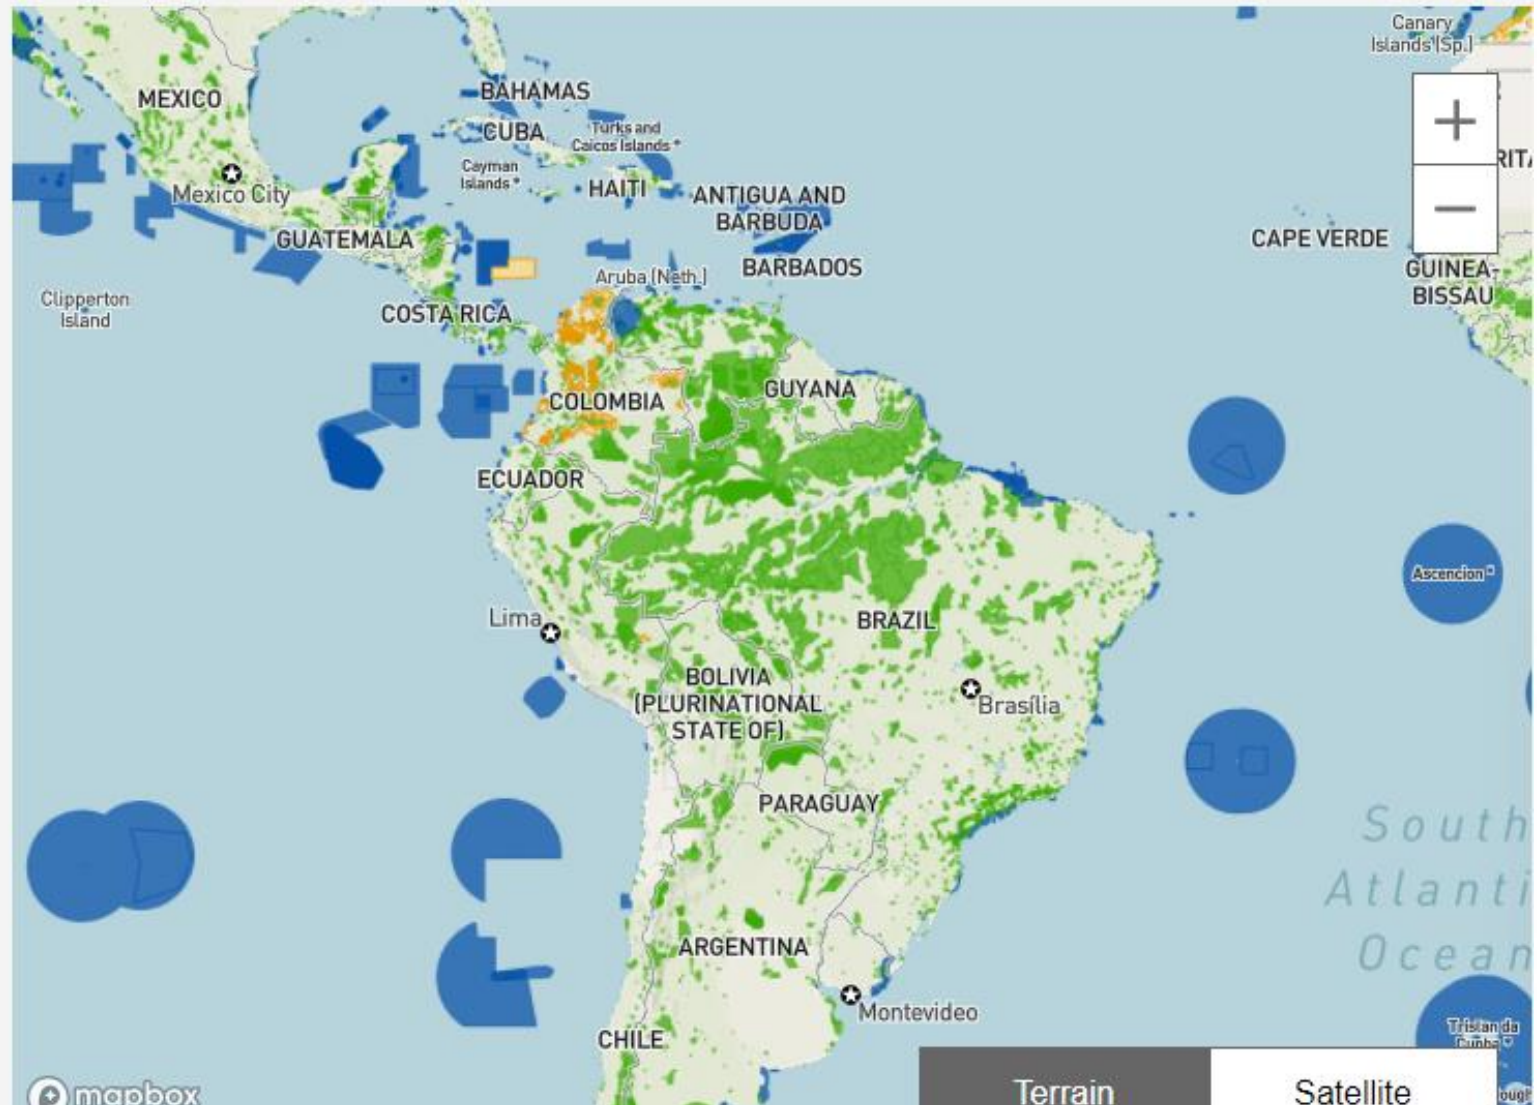 Canary
Islands (Sp.)
MEXICO
BAHAMAS
+
CUBA
Turks and
Caicos Islands *
Cayman
Islands *
Mexico City
HAITI
ANTIGUA AND
BARBUDA
−
GUATEMALA
CAPE VERDE
Aruba (Neth.)
BARBADOS
GUINEA-
BISSAU
Clipperton
Island
COSTA RICA
GUYANA
COLOMBIA
ECUADOR
Ascencion *
Lima
BRAZIL
BOLIVIA
(PLURINATIONAL
STATE OF)
Brasília
PARAGUAY
South
Atlanti
Ocean
ARGENTINA
Montevideo
CHILE
Tristan da
Cunha *
mapbox
Terrain
Satellite